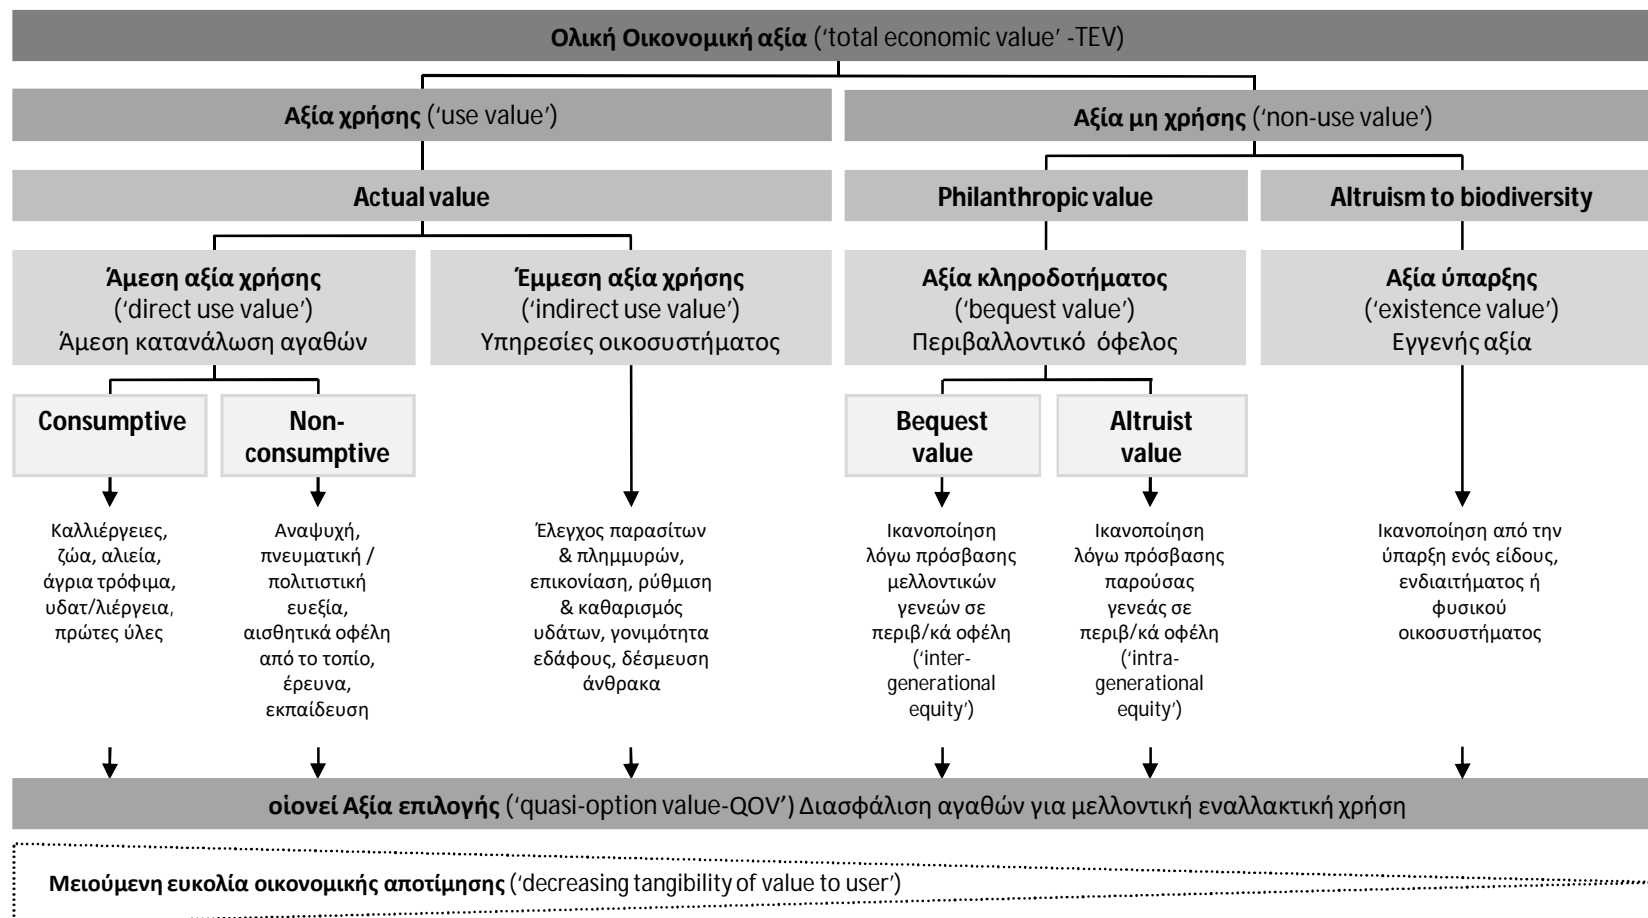 Ολική Οικονομική αξία (‘total economic value’ -TEV)
Αξία χρήσης (‘use value’)
Αξία μη χρήσης (‘non-use value’)
Actual value
Philanthropic value
Altruism to biodiversity
Άμεση αξία χρήσης
(‘direct use value’)
Άμεση κατανάλωση αγαθών
Έμμεση αξία χρήσης
(‘indirect use value’)
Υπηρεσίες οικοσυστήματος
Αξία κληροδοτήματος
(‘bequest value’)
Περιβαλλοντικό όφελος
Αξία ύπαρξης
(‘existence value’)
Εγγενής αξία
Consumptive
Non-
consumptive
Bequest
value
Altruist
value
Καλλιέργειες,
ζώα, αλιεία,
άγρια τρόφιμα,
υδατ/λιέργεια,
πρώτες ύλες
Αναψυχή,
πνευματική /
πολιτιστική
ευεξία,
αισθητικά οφέλη
από το τοπίο,
έρευνα,
εκπαίδευση
Έλεγχος παρασίτων
& πλημμυρών,
επικονίαση, ρύθμιση
& καθαρισμός
υδάτων, γονιμότητα
εδάφους, δέσμευση
άνθρακα
Ικανοποίηση
λόγω πρόσβασης
μελλοντικών
γενεών σε
περιβ/κά οφέλη
(‘inter-
generational
equity’)
Ικανοποίηση
λόγω πρόσβασης
παρούσας
γενεάς σε
περιβ/κά οφέλη
(‘intra-
generational
equity’)
Ικανοποίηση από την
ύπαρξη ενός είδους,
ενδιαιτήματος ή
φυσικού
οικοσυστήματος
οἱονεί Αξία επιλογής (‘quasi-option value-QOV’) Διασφάλιση αγαθών για μελλοντική εναλλακτική χρήση
Μειούμενη ευκολία οικονομικής αποτίμησης (‘decreasing tangibility of value to user’)